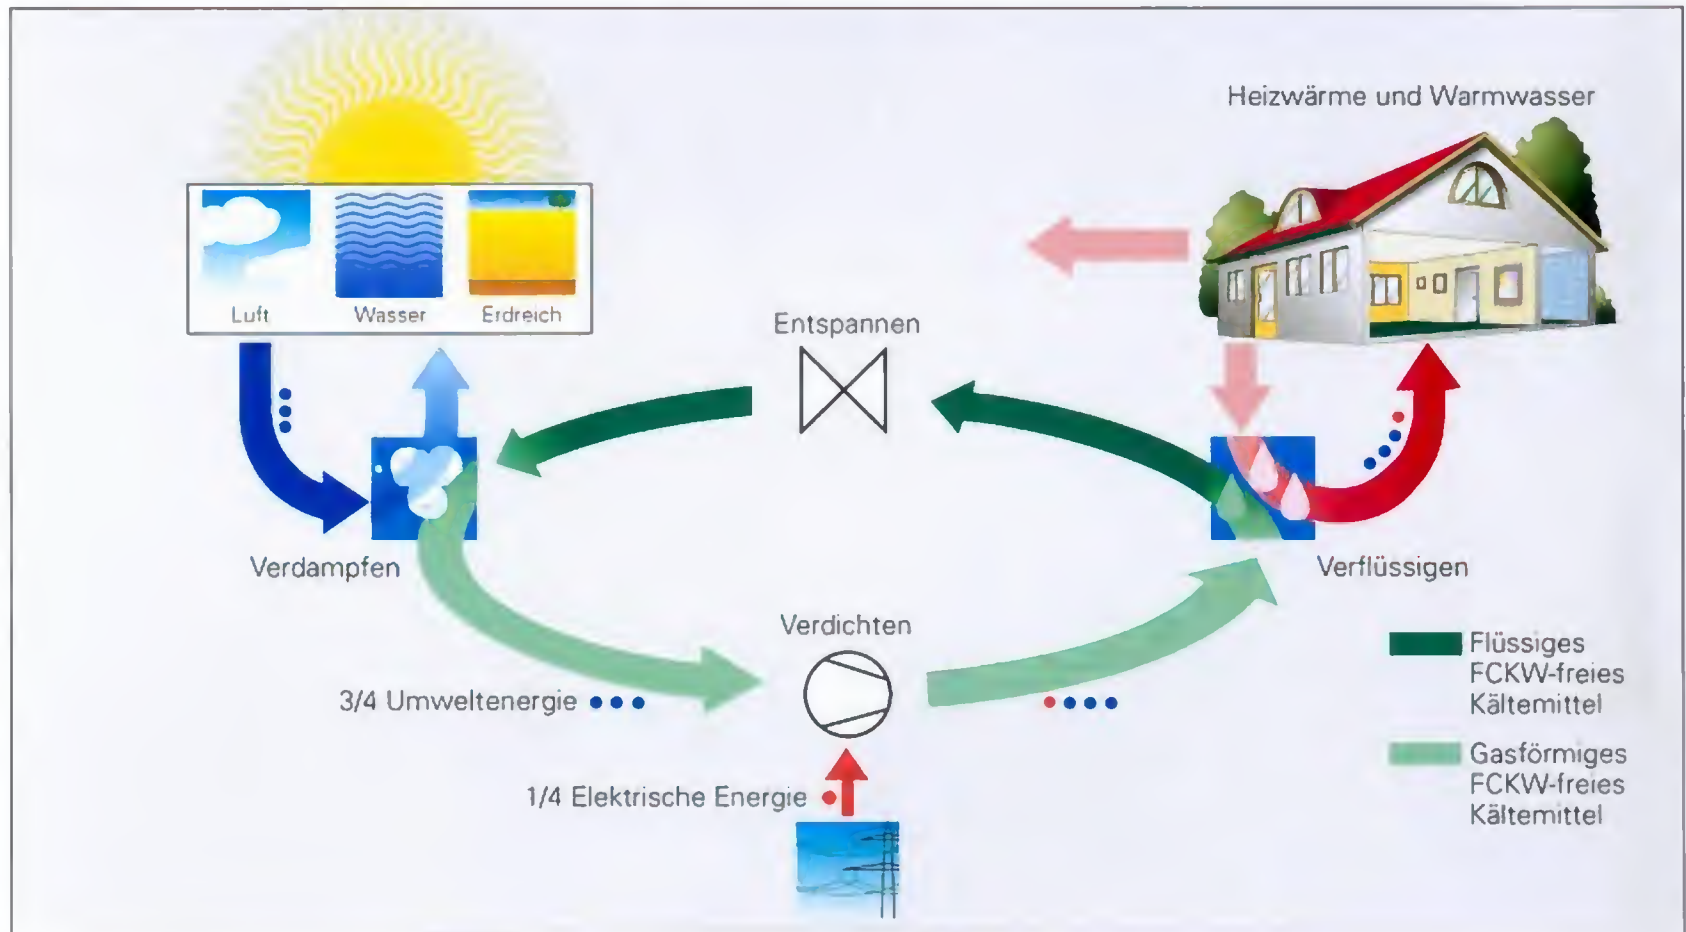 Heizwärme und Warmwasser
Luft
Wasser
Erdreich
Entspannen
Verdampfen
Verflüssigen
Verdichten
3/4 Umweltenergie
1/4 Elektrische Energie
Flüssiges
FCKW-freies
Kältemittel
Gasförmiges
FCKW-freies
Kältemittel